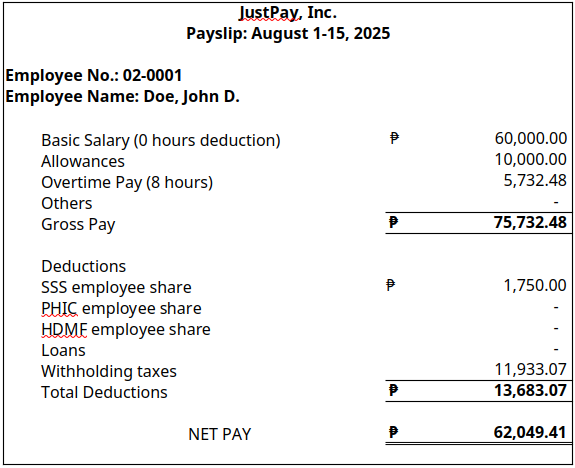 JustPay, Inc.
Payslip: August 1-15, 2025
Employee No.: 02-0001
Employee Name: Doe, John D.
Basic Salary (0 hours deduction) ₱ 60,000.00
Allowances 10,000.00
Overtime Pay (8 hours) 5,732.48
Others -
Gross Pay ₱ 75,732.48
Deductions
SSS employee share ₱ 1,750.00
PHIC employee share -
HDMF employee share -
Loans -
Withholding taxes 11,933.07
Total Deductions ₱ 13,683.07
NET PAY ₱ 62,049.41